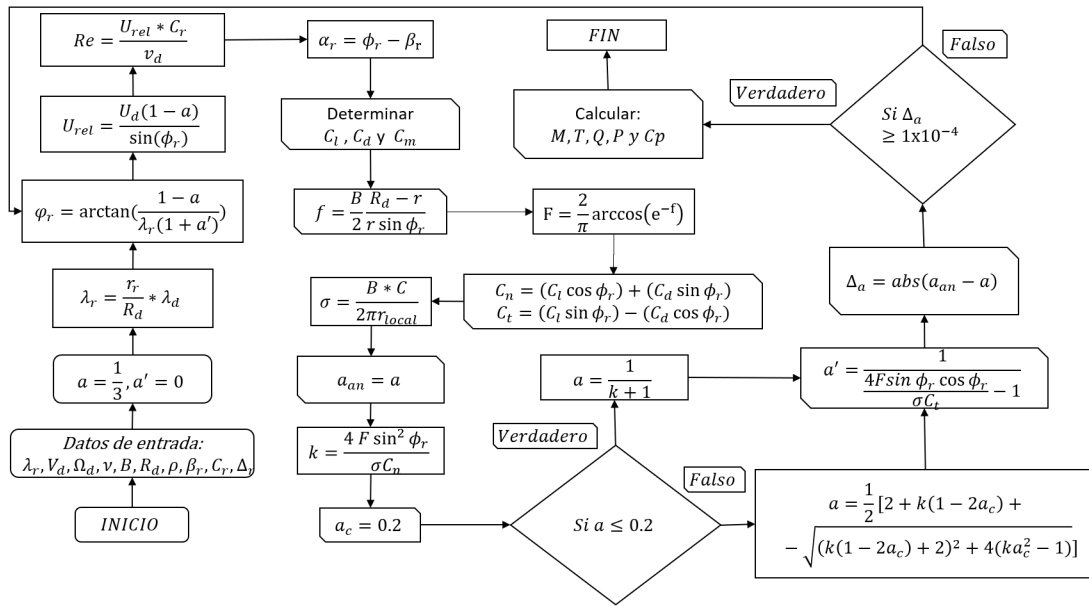 INICIO
Datos de entrada:
λ_r, V_d, Ω_d, ν, B, R_d, ρ, β_r, C_r, Δ_r
a = 1/3, a' = 0
λ_r = r_r/R_d * λ_d
φ_r = arctan((1 − a)/(λ_r(1 + a')))
U_rel = U_d(1 − a)/sin(ϕ_r)
Re = U_rel * C_r/v_d
α_r = ϕ_r − β_r
Determinar
C_l , C_d y C_m
f = B/2 (R_d − r)/(r sin ϕ_r)
F = 2/π arccos(e^−f)
C_n = (C_l cos ϕ_r) + (C_d sin ϕ_r)
C_t = (C_l sin ϕ_r) − (C_d cos ϕ_r)
σ = B * C/(2πr_local)
a_an = a
k = 4 F sin² ϕ_r/(σC_n)
a_c = 0.2
Si a ≤ 0.2
Verdadero
a = 1/(k + 1)
Falso
a = 1/2 [2 + k(1 − 2a_c) +
− √((k(1 − 2a_c) + 2)² + 4(ka_c² − 1)]
a' = 1/(4Fsin ϕ_r cos ϕ_r/(σC_t) − 1)
Δ_a = abs(a_an − a)
Si Δ_a
≥ 1x10⁻⁴
Falso
Verdadero
Calcular:
M, T, Q, P y Cp
FIN